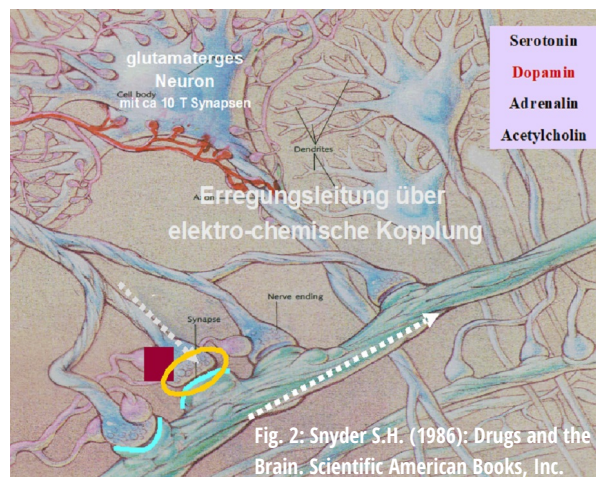 glutamaterges
Neuron
Cell body
mit ca 10 T Synapsen
Serotonin
Dopamin
Adrenalin
Acetylcholin
Dendrites
Axon
Erregungsleitung über
elektro-chemische Kopplung
Nerve ending
Synapse
Fig. 2: Snyder S.H. (1986): Drugs and the
Brain. Scientific American Books, Inc.